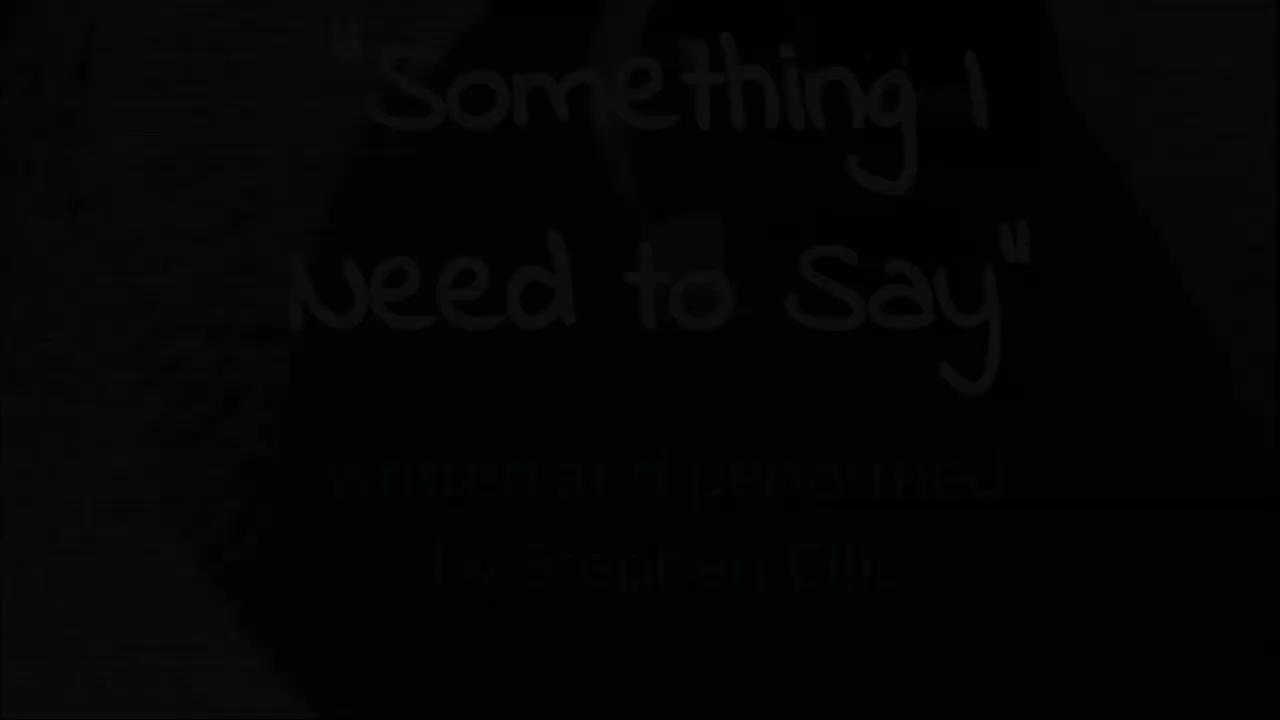 "Something I
Need to Say"
written and performed
by Stephen Ellis